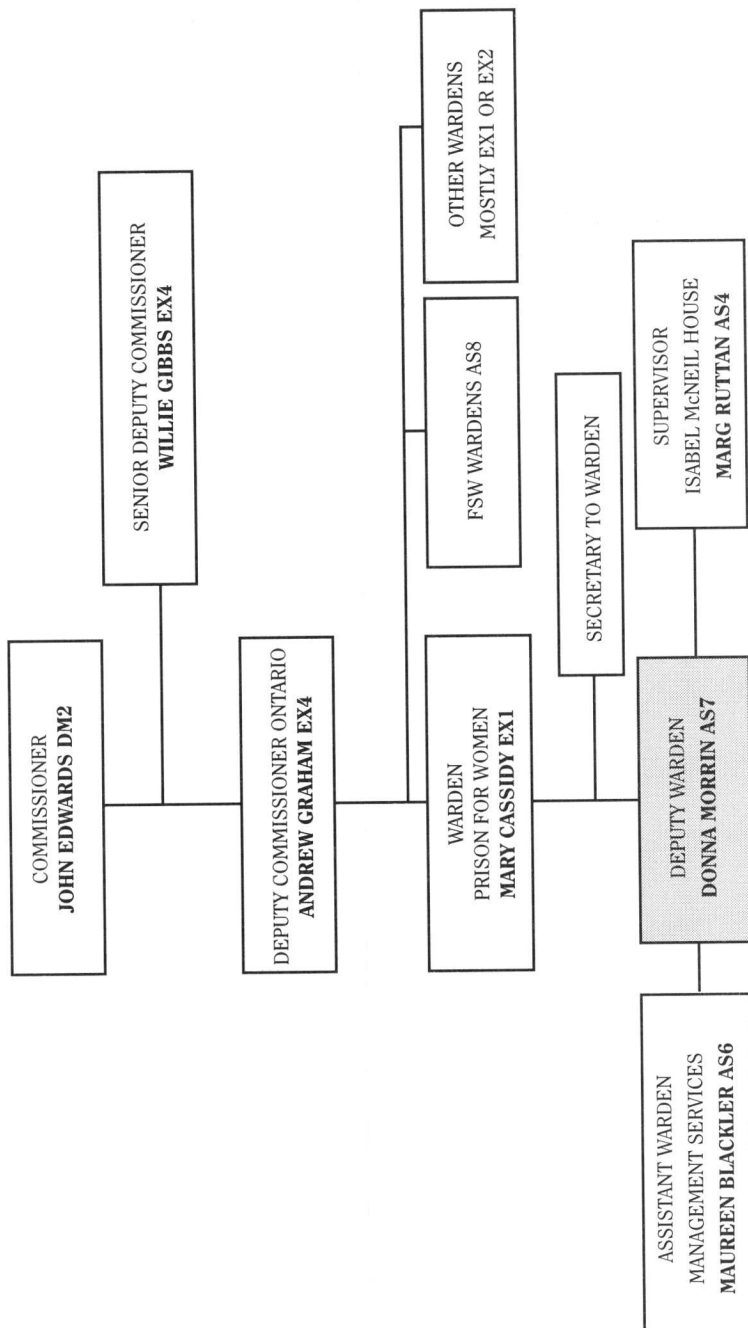 COMMISSIONER
JOHN EDWARDS DM2
SENIOR DEPUTY COMMISSIONER
WILLIE GIBBS EX4
DEPUTY COMMISSIONER ONTARIO
ANDREW GRAHAM EX4
WARDEN
PRISON FOR WOMEN
MARY CASSIDY EX1
FSW WARDENS AS8
OTHER WARDENS
MOSTLY EX1 OR EX2
SECRETARY TO WARDEN
ASSISTANT WARDEN
MANAGEMENT SERVICES
MAUREEN BLACKLER AS6
DEPUTY WARDEN
DONNA MORRIN AS7
SUPERVISOR
ISABEL McNEIL HOUSE
MARG RUTTAN AS4